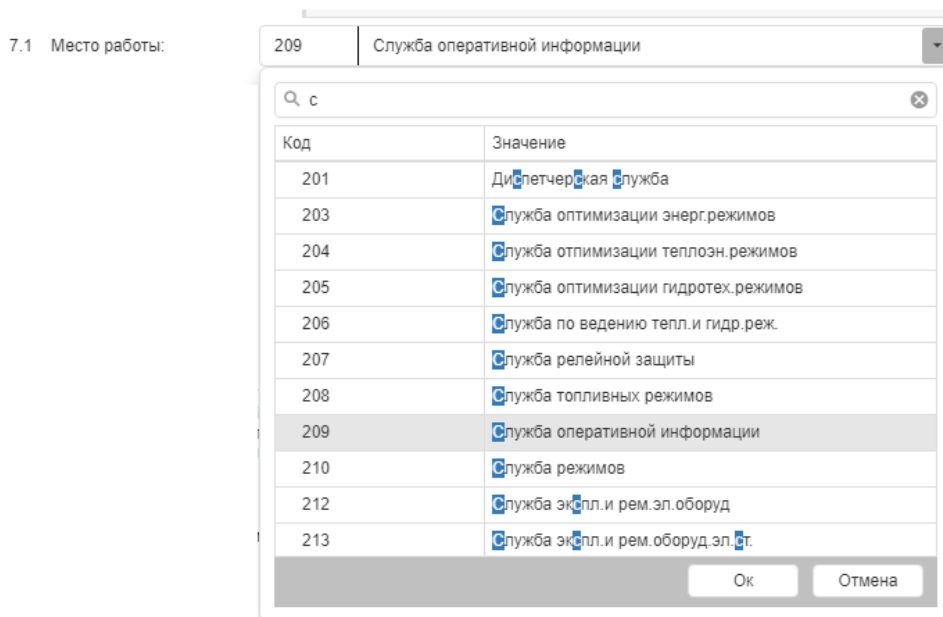 7.1 Место работы: 209 Служба оперативной информации
с
Код Значение
201 Диспетчерская служба
203 Служба оптимизации энерг.режимов
204 Служба отпимизации теплоэн.режимов
205 Служба оптимизации гидротех.режимов
206 Служба по ведению тепл.и гидр.реж.
207 Служба релейной защиты
208 Служба топливных режимов
209 Служба оперативной информации
210 Служба режимов
212 Служба экспл.и рем.эл.оборуд
213 Служба экспл.и рем.оборуд.эл.ст.
Ок Отмена